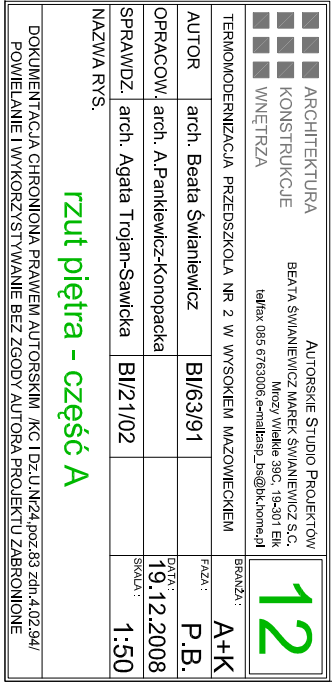 ARCHITEKTURA
KONSTRUKCJE
WNĘTRZA
AUTORSKIE STUDIO PROJEKTÓW
BEATA ŚWIANIEWICZ MAREK ŚWIANIEWICZ S.C.
Mrozy Wielkie 39C, 19-301 Ełk
tel/fax 085 6763006,e-mail:asp_bs@bk.home.pl
12
TERMOMODERNIZACJA PRZEDSZKOLA NR 2 W WYSOKIEM MAZOWIECKIEM
BRANŻA : A+K
AUTOR arch. Beata Świaniewicz BI/63/91
FAZA : P.B.
OPRACOW. arch. A.Pankiewicz-Konopacka
DATA : 19.12.2008
SPRAWDZ. arch. Agata Trojan-Sawicka BI/21/02
SKALA : 1:50
NAZWA RYS.
rzut piętra - część A
DOKUMENTACJA CHRONIONA PRAWEM AUTORSKIM /KC I Dz.U.Nr24,poz.83 zdn.4.02.94/
POWIELANIE I WYKORZYSTYWANIE BEZ ZGODY AUTORA PROJEKTU ZABRONIONE